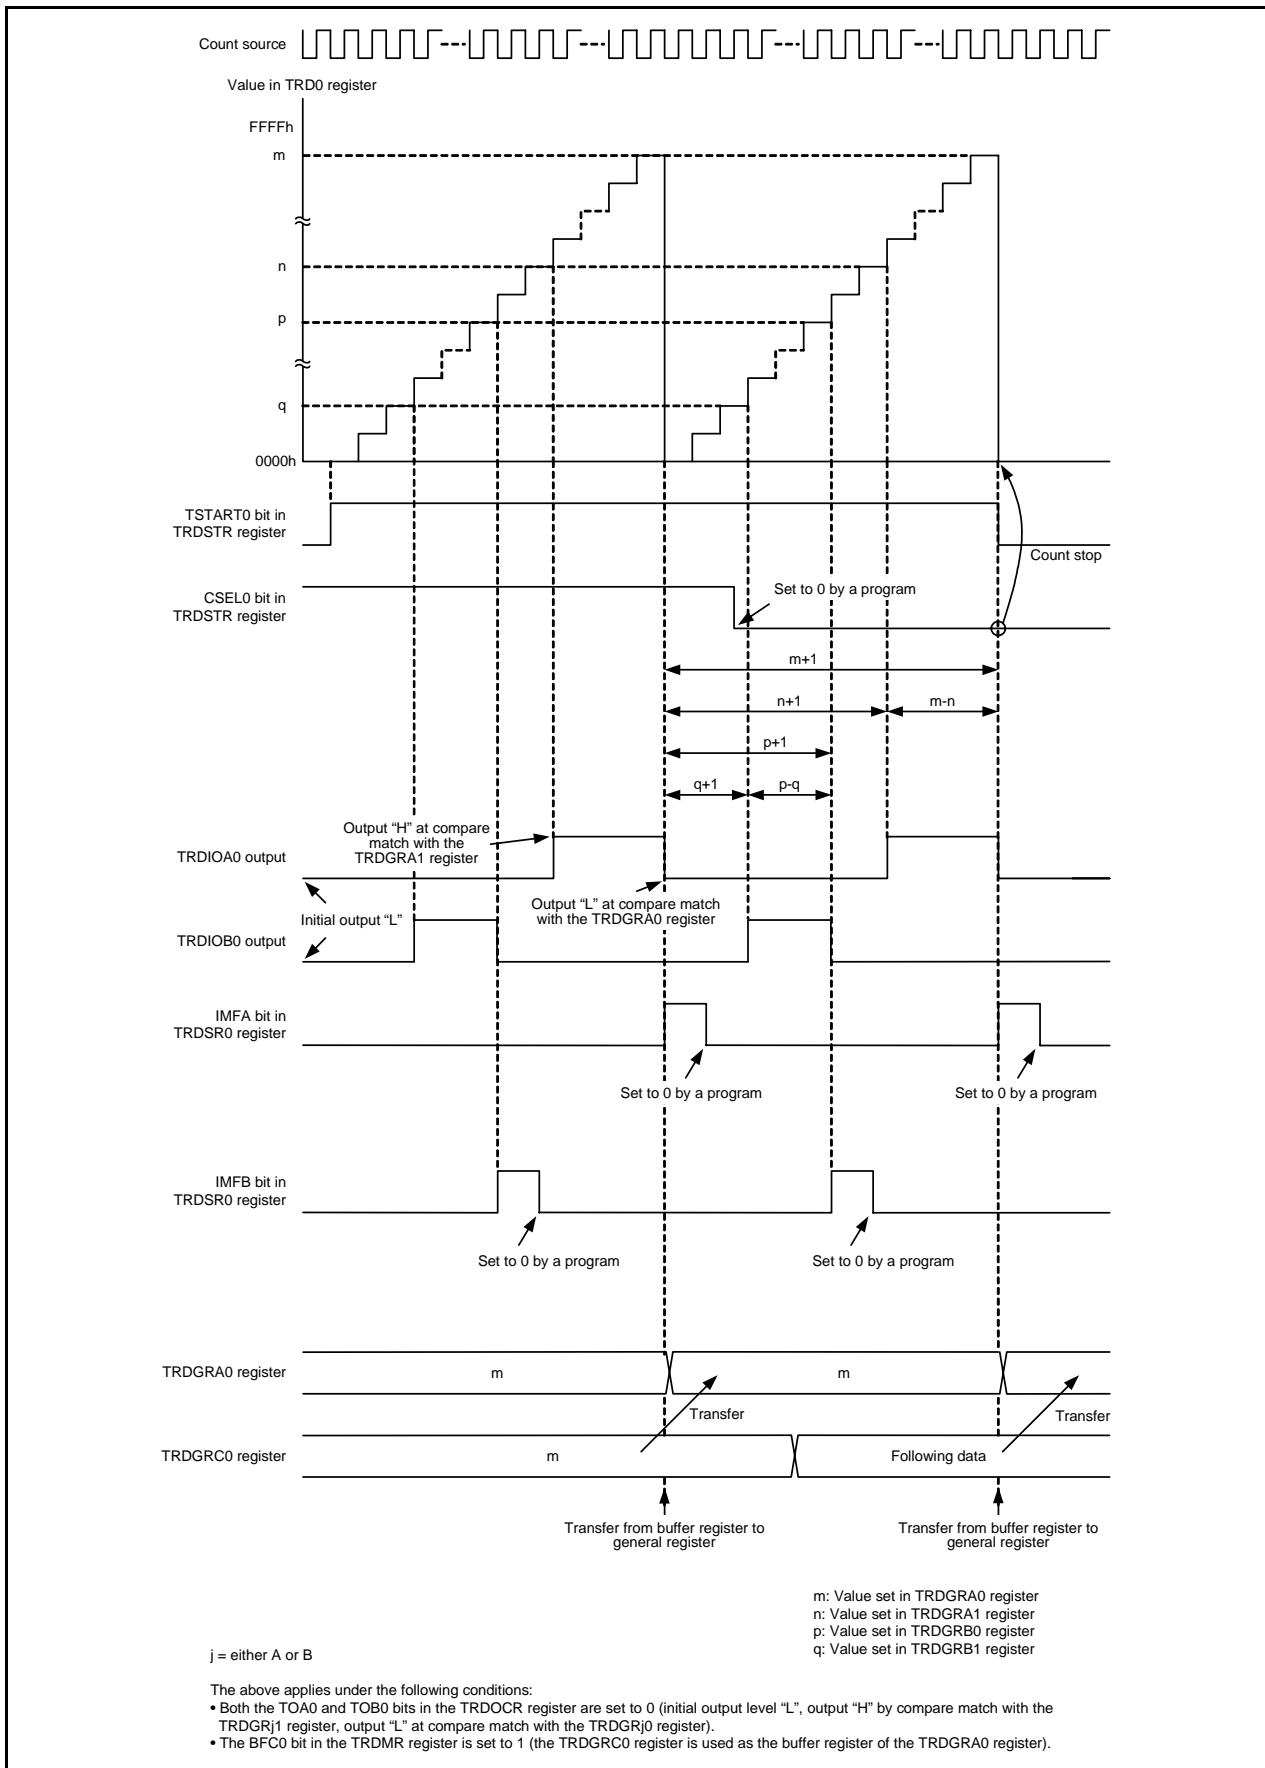 Count source
Value in TRD0 register
FFFFh
m
n
p
q
0000h
TSTART0 bit in
TRDSTR register
Count stop
CSEL0 bit in
TRDSTR register
Set to 0 by a program
m+1
n+1
m-n
p+1
q+1
p-q
Output “H” at compare
match with the
TRDGRA1 register
TRDIOA0 output
Output “L” at compare match
with the TRDGRA0 register
Initial output “L”
TRDIOB0 output
IMFA bit in
TRDSR0 register
Set to 0 by a program
Set to 0 by a program
IMFB bit in
TRDSR0 register
Set to 0 by a program
Set to 0 by a program
TRDGRA0 register
m
m
Transfer
Transfer
TRDGRC0 register
m
Following data
Transfer from buffer register to
general register
Transfer from buffer register to
general register
m: Value set in TRDGRA0 register
n: Value set in TRDGRA1 register
p: Value set in TRDGRB0 register
q: Value set in TRDGRB1 register
j = either A or B
The above applies under the following conditions:
• Both the TOA0 and TOB0 bits in the TRDOCR register are set to 0 (initial output level “L”, output “H” by compare match with the
TRDGRj1 register, output “L” at compare match with the TRDGRj0 register).
• The BFC0 bit in the TRDMR register is set to 1 (the TRDGRC0 register is used as the buffer register of the TRDGRA0 register).